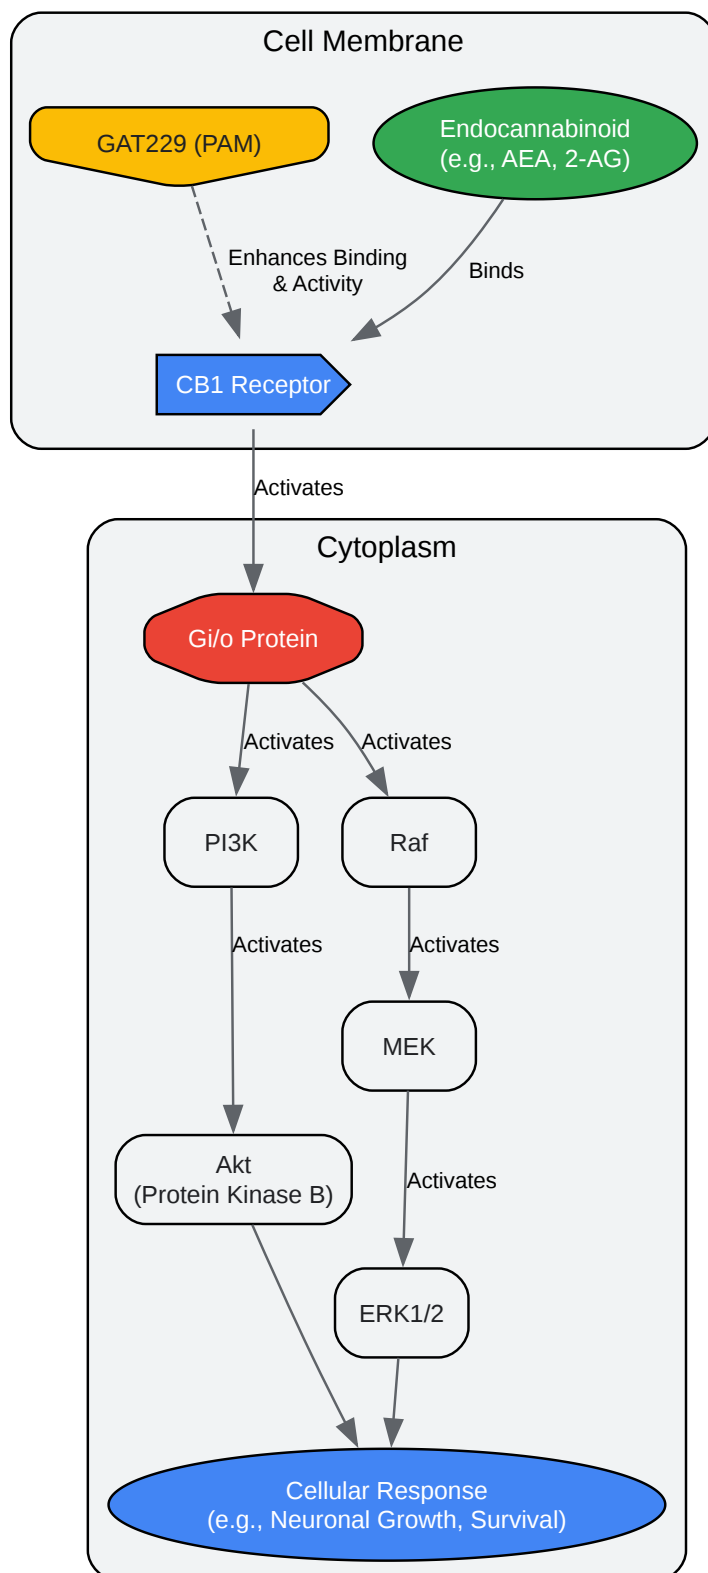 Cell Membrane
GAT229 (PAM)
Endocannabinoid
(e.g., AEA, 2-AG)
Enhances Binding
& Activity
Binds
CB1 Receptor
Activates
Cytoplasm
Gi/o Protein
Activates
Activates
PI3K
Raf
Activates
Activates
MEK
Akt
(Protein Kinase B)
Activates
ERK1/2
Cellular Response
(e.g., Neuronal Growth, Survival)